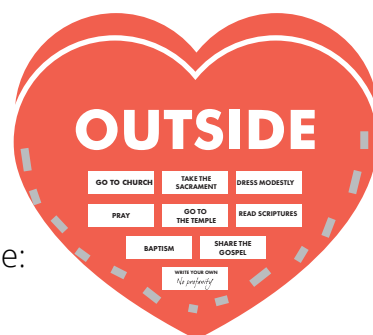 OUTSIDE
GO TO CHURCH
TAKE THE
SACRAMENT
DRESS MODESTLY
PRAY
GO TO
THE TEMPLE
READ SCRIPTURES
BAPTISM
SHARE THE
GOSPEL
e:
WRITE YOUR OWN
No profanity!